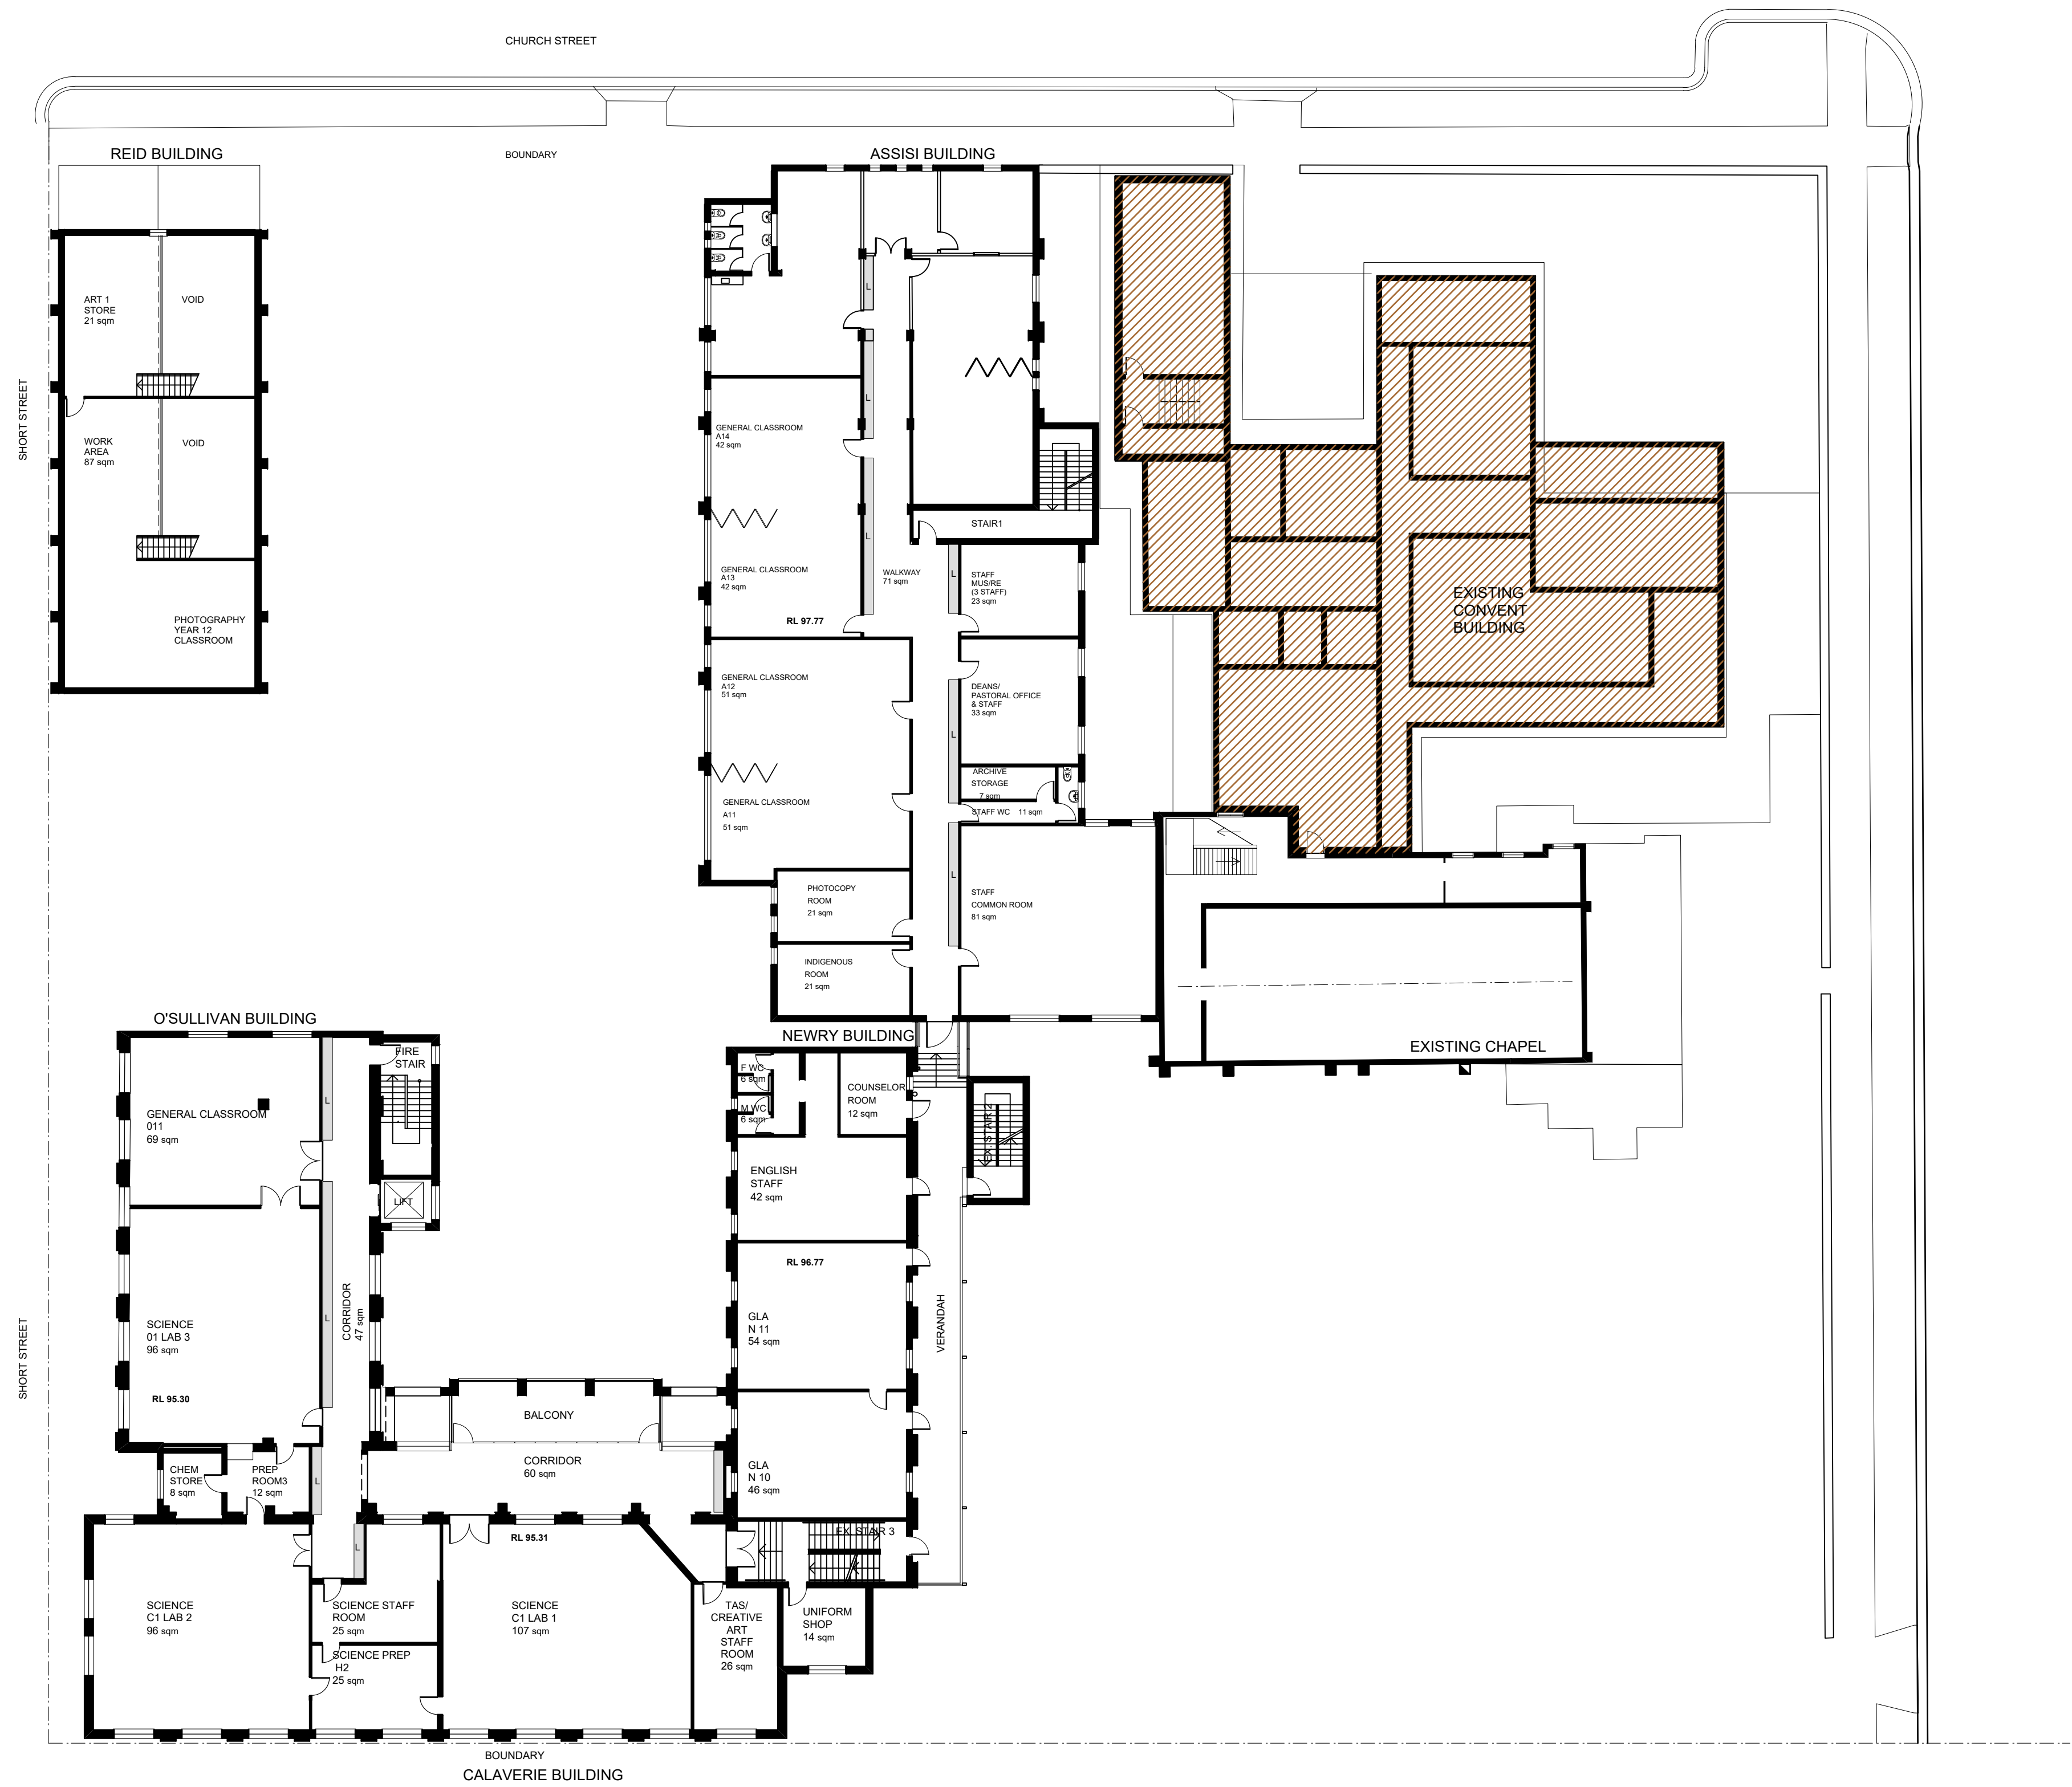 CHURCH STREET
REID BUILDING
BOUNDARY
ASSISI BUILDING
SHORT STREET
ART 1
STORE
21 sqm
VOID
WORK
AREA
87 sqm
VOID
PHOTOGRAPHY
YEAR 12
CLASSROOM
L
L
L
GENERAL CLASSROOM
A14
42 sqm
STAIR1
GENERAL CLASSROOM
A13
42 sqm
WALKWAY
71 sqm
RL 97.77
L
STAFF
MUS/RE
(3 STAFF)
23 sqm
EXISTING
CONVENT
BUILDING
GENERAL CLASSROOM
A12
51 sqm
DEANS/
PASTORAL OFFICE
& STAFF
33 sqm
L
GENERAL CLASSROOM
A11
51 sqm
ARCHIVE
STORAGE
7 sqm
STAFF WC 11 sqm
PHOTOCOPY
ROOM
21 sqm
L
STAFF
COMMON ROOM
81 sqm
INDIGENOUS
ROOM
21 sqm
EXISTING CHAPEL
O'SULLIVAN BUILDING
NEWRY BUILDING
FIRE
STAIR
L
GENERAL CLASSROOM
011
69 sqm
LIFT
F WC
6 sqm
M WC
6 sqm
COUNSELOR
ROOM
12 sqm
EX. STAIR 2
ENGLISH
STAFF
42 sqm
RL 96.77
SHORT STREET
SCIENCE
01 LAB 3
96 sqm
RL 95.30
L
CORRIDOR
47 sqm
GLA
N 11
54 sqm
VERANDAH
BALCONY
CORRIDOR
60 sqm
CHEM
STORE
8 sqm
PREP
ROOM3
12 sqm
L
GLA
N 10
46 sqm
RL 95.31
EX. STAIR 3
L
SCIENCE
C1 LAB 2
96 sqm
SCIENCE STAFF
ROOM
25 sqm
SCIENCE PREP
H2
25 sqm
SCIENCE
C1 LAB 1
107 sqm
TAS/
CREATIVE
ART
STAFF
ROOM
26 sqm
UNIFORM
SHOP
14 sqm
BOUNDARY
CALAVERIE BUILDING